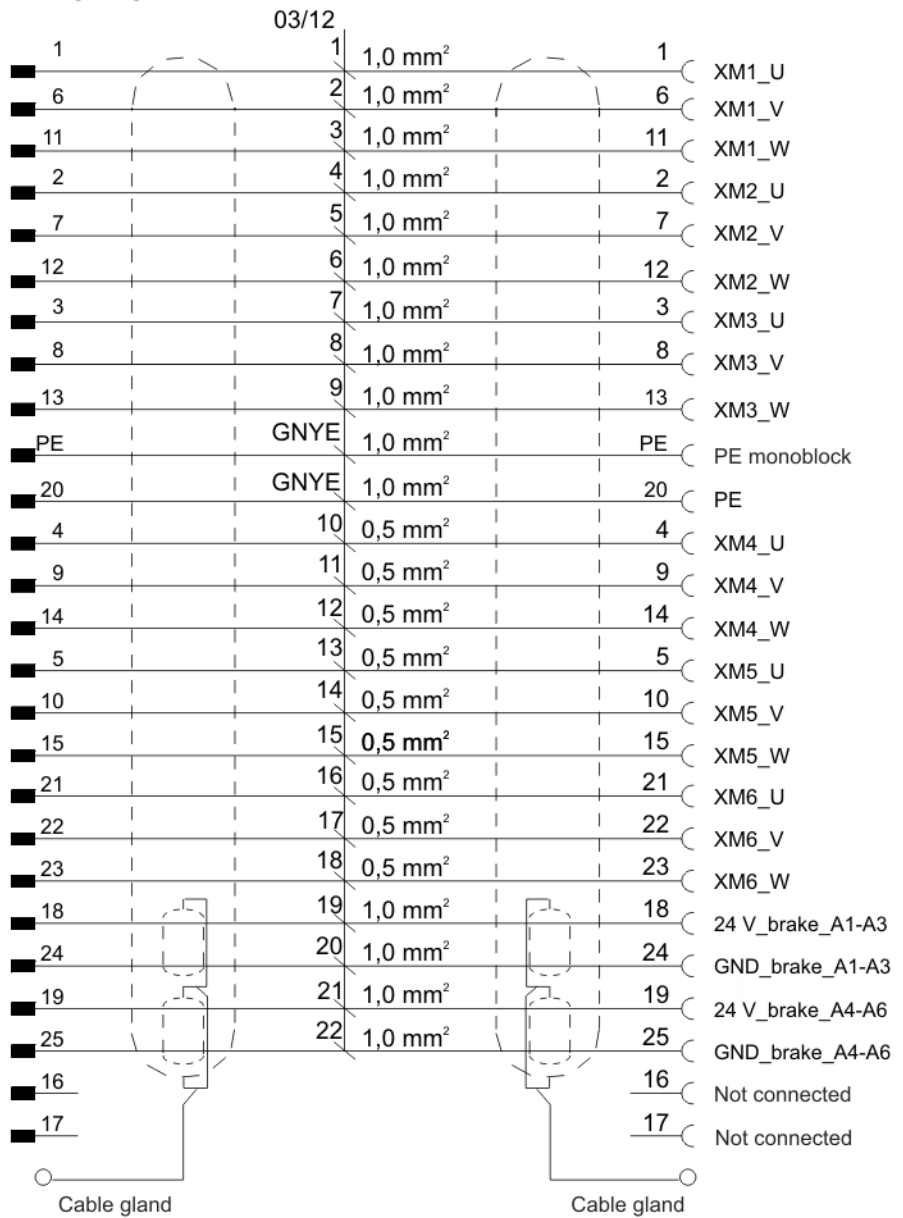 03/12
1 1 1,0 mm² 1 XM1_U
6 2 1,0 mm² 6 XM1_V
11 3 1,0 mm² 11 XM1_W
2 4 1,0 mm² 2 XM2_U
7 5 1,0 mm² 7 XM2_V
12 6 1,0 mm² 12 XM2_W
3 7 1,0 mm² 3 XM3_U
8 8 1,0 mm² 8 XM3_V
13 9 1,0 mm² 13 XM3_W
PE GNYE 1,0 mm² PE PE monoblock
20 GNYE 1,0 mm² 20 PE
4 10 0,5 mm² 4 XM4_U
9 11 0,5 mm² 9 XM4_V
14 12 0,5 mm² 14 XM4_W
5 13 0,5 mm² 5 XM5_U
10 14 0,5 mm² 10 XM5_V
15 15 0,5 mm² 15 XM5_W
21 16 0,5 mm² 21 XM6_U
22 17 0,5 mm² 22 XM6_V
23 18 0,5 mm² 23 XM6_W
18 19 1,0 mm² 18 24 V_brake_A1-A3
24 20 1,0 mm² 24 GND_brake_A1-A3
19 21 1,0 mm² 19 24 V_brake_A4-A6
25 22 1,0 mm² 25 GND_brake_A4-A6
16 16 Not connected
17 17 Not connected
Cable gland Cable gland